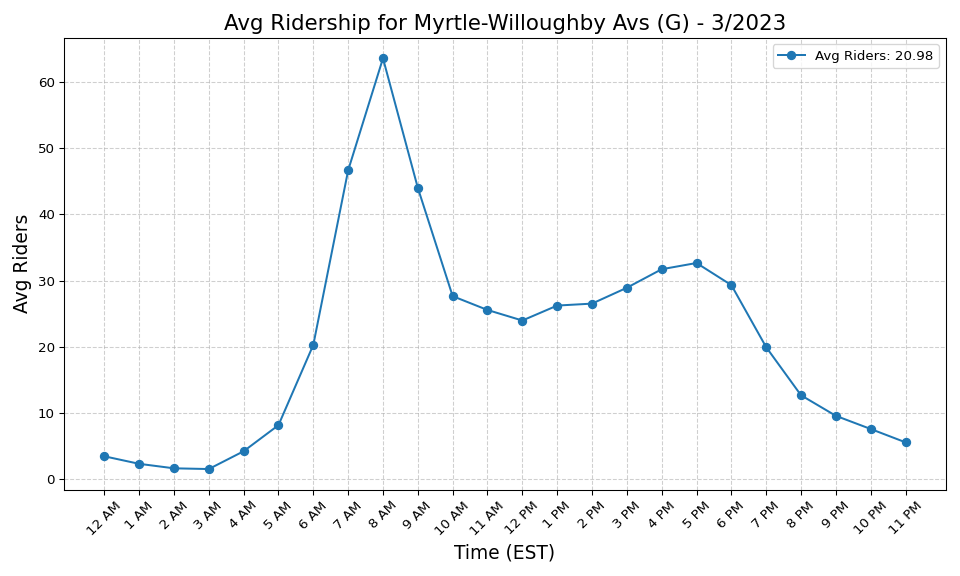 Avg Ridership for Myrtle-Willoughby Avs (G) - 3/2023
Avg Riders: 20.98
60
50
40
30
20
10
0
Avg Riders
12 AM
1 AM
2 AM
3 AM
4 AM
5 AM
6 AM
7 AM
8 AM
9 AM
10 AM
11 AM
12 PM
1 PM
2 PM
3 PM
4 PM
5 PM
6 PM
7 PM
8 PM
9 PM
10 PM
11 PM
Time (EST)